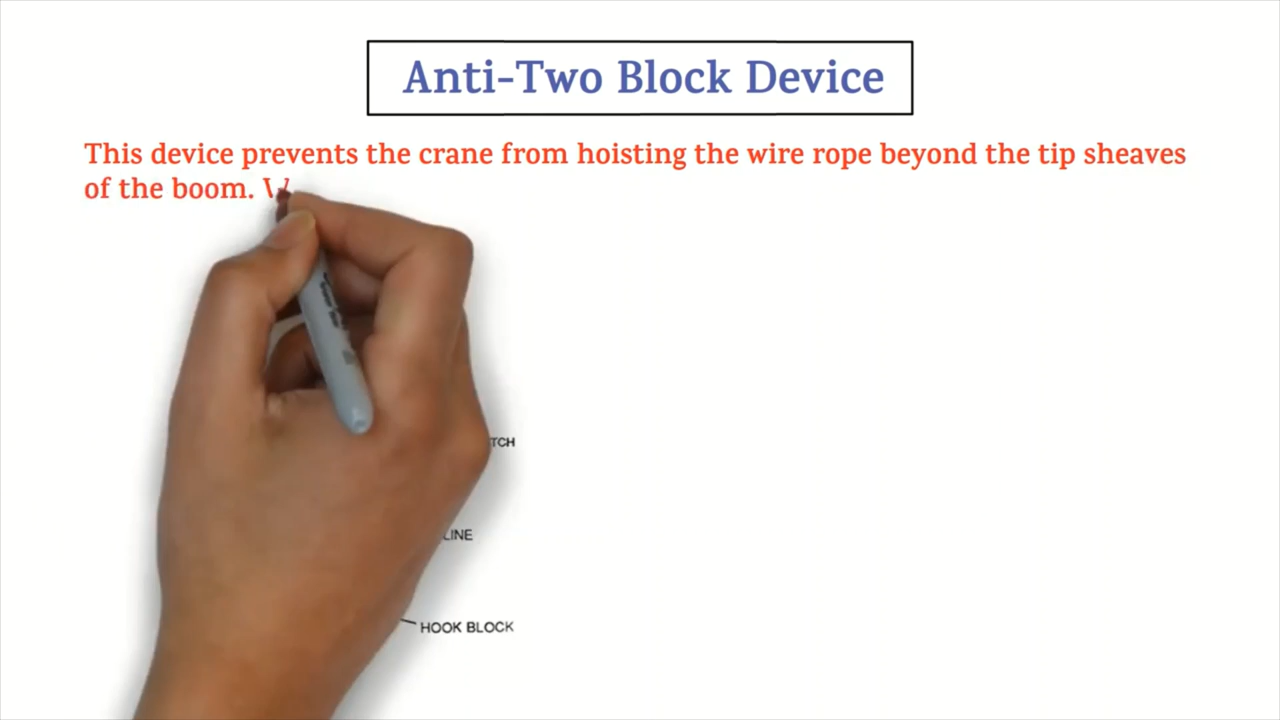 Anti-Two Block Device
This device prevents the crane from hoisting the wire rope beyond the tip sheaves
of the boom.
TCH
LINE
HOOK BLOCK